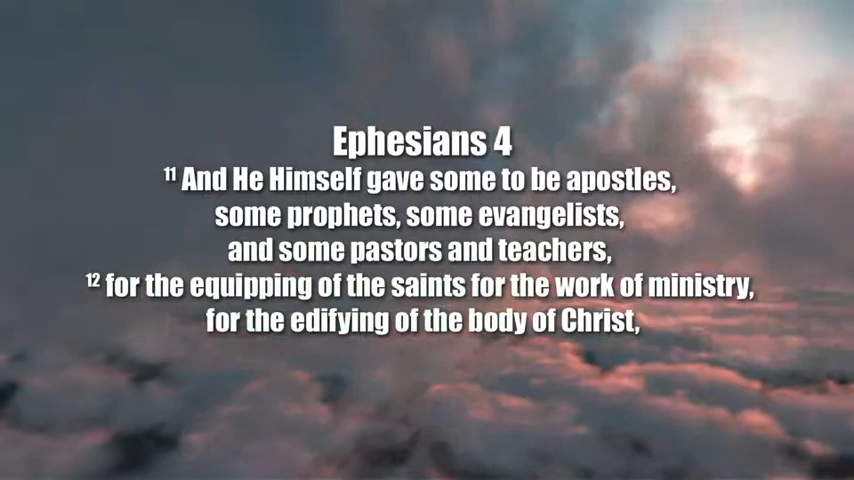 Ephesians 4
¹¹ And He Himself gave some to be apostles,
some prophets, some evangelists,
and some pastors and teachers,
¹² for the equipping of the saints for the work of ministry,
for the edifying of the body of Christ,